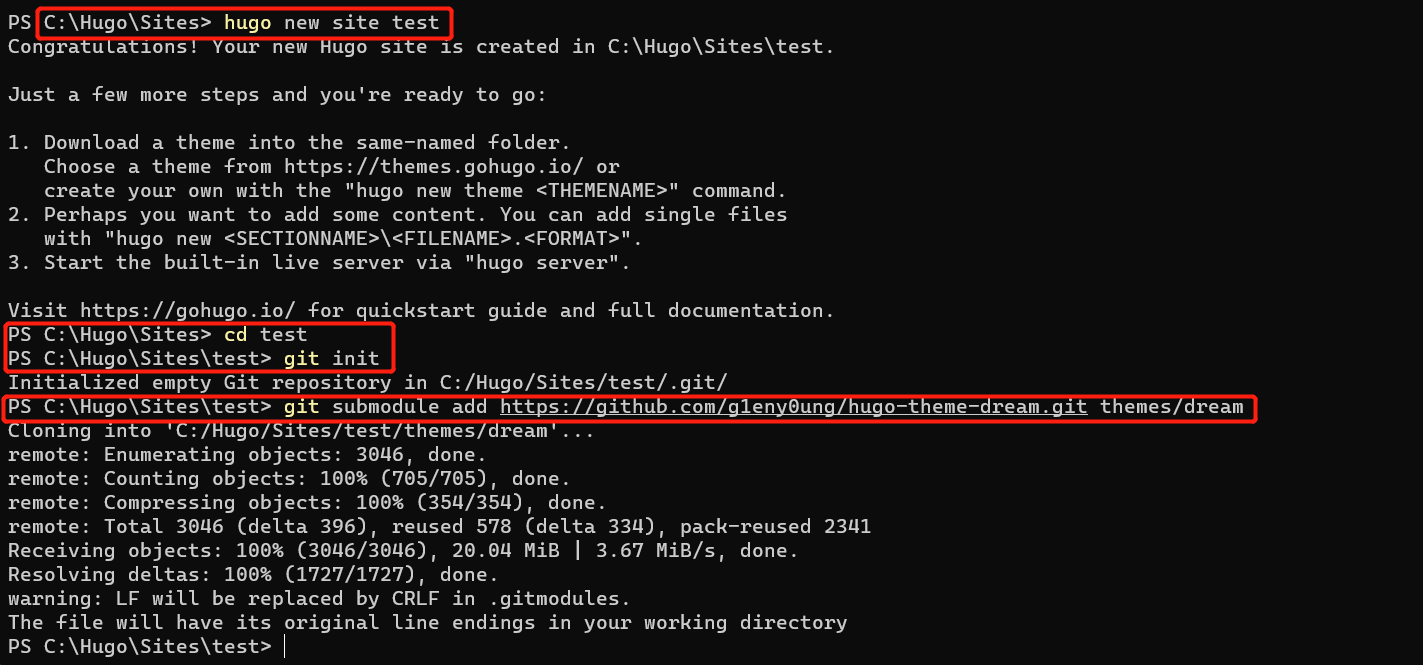 PS C:\Hugo\Sites> hugo new site test
Congratulations! Your new Hugo site is created in C:\Hugo\Sites\test.
Just a few more steps and you're ready to go:
1. Download a theme into the same-named folder.
   Choose a theme from https://themes.gohugo.io/ or
   create your own with the "hugo new theme <THEMENAME>" command.
2. Perhaps you want to add some content. You can add single files
   with "hugo new <SECTIONNAME>\<FILENAME>.<FORMAT>".
3. Start the built-in live server via "hugo server".
Visit https://gohugo.io/ for quickstart guide and full documentation.
PS C:\Hugo\Sites> cd test
PS C:\Hugo\Sites\test> git init
Initialized empty Git repository in C:/Hugo/Sites/test/.git/
PS C:\Hugo\Sites\test> git submodule add https://github.com/g1eny0ung/hugo-theme-dream.git themes/dream
Cloning into 'C:/Hugo/Sites/test/themes/dream'...
remote: Enumerating objects: 3046, done.
remote: Counting objects: 100% (705/705), done.
remote: Compressing objects: 100% (354/354), done.
remote: Total 3046 (delta 396), reused 578 (delta 334), pack-reused 2341
Receiving objects: 100% (3046/3046), 20.04 MiB | 3.67 MiB/s, done.
Resolving deltas: 100% (1727/1727), done.
warning: LF will be replaced by CRLF in .gitmodules.
The file will have its original line endings in your working directory
PS C:\Hugo\Sites\test>